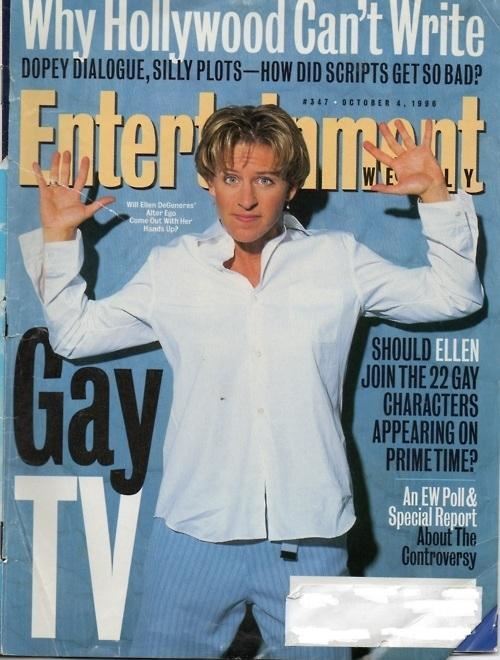 Why Hollywood Can't Write
DOPEY DIALOGUE, SILLY PLOTS—HOW DID SCRIPTS GET SO BAD?
#347 • OCTOBER 4, 1996
Entertainment
WEEKLY
Will Ellen DeGeneres'
Alter Ego
Come Out With Her
Hands Up?
Gay
TV
SHOULD ELLEN
JOIN THE 22 GAY
CHARACTERS
APPEARING ON
PRIME TIME?
An EW Poll &
Special Report
About The
Controversy